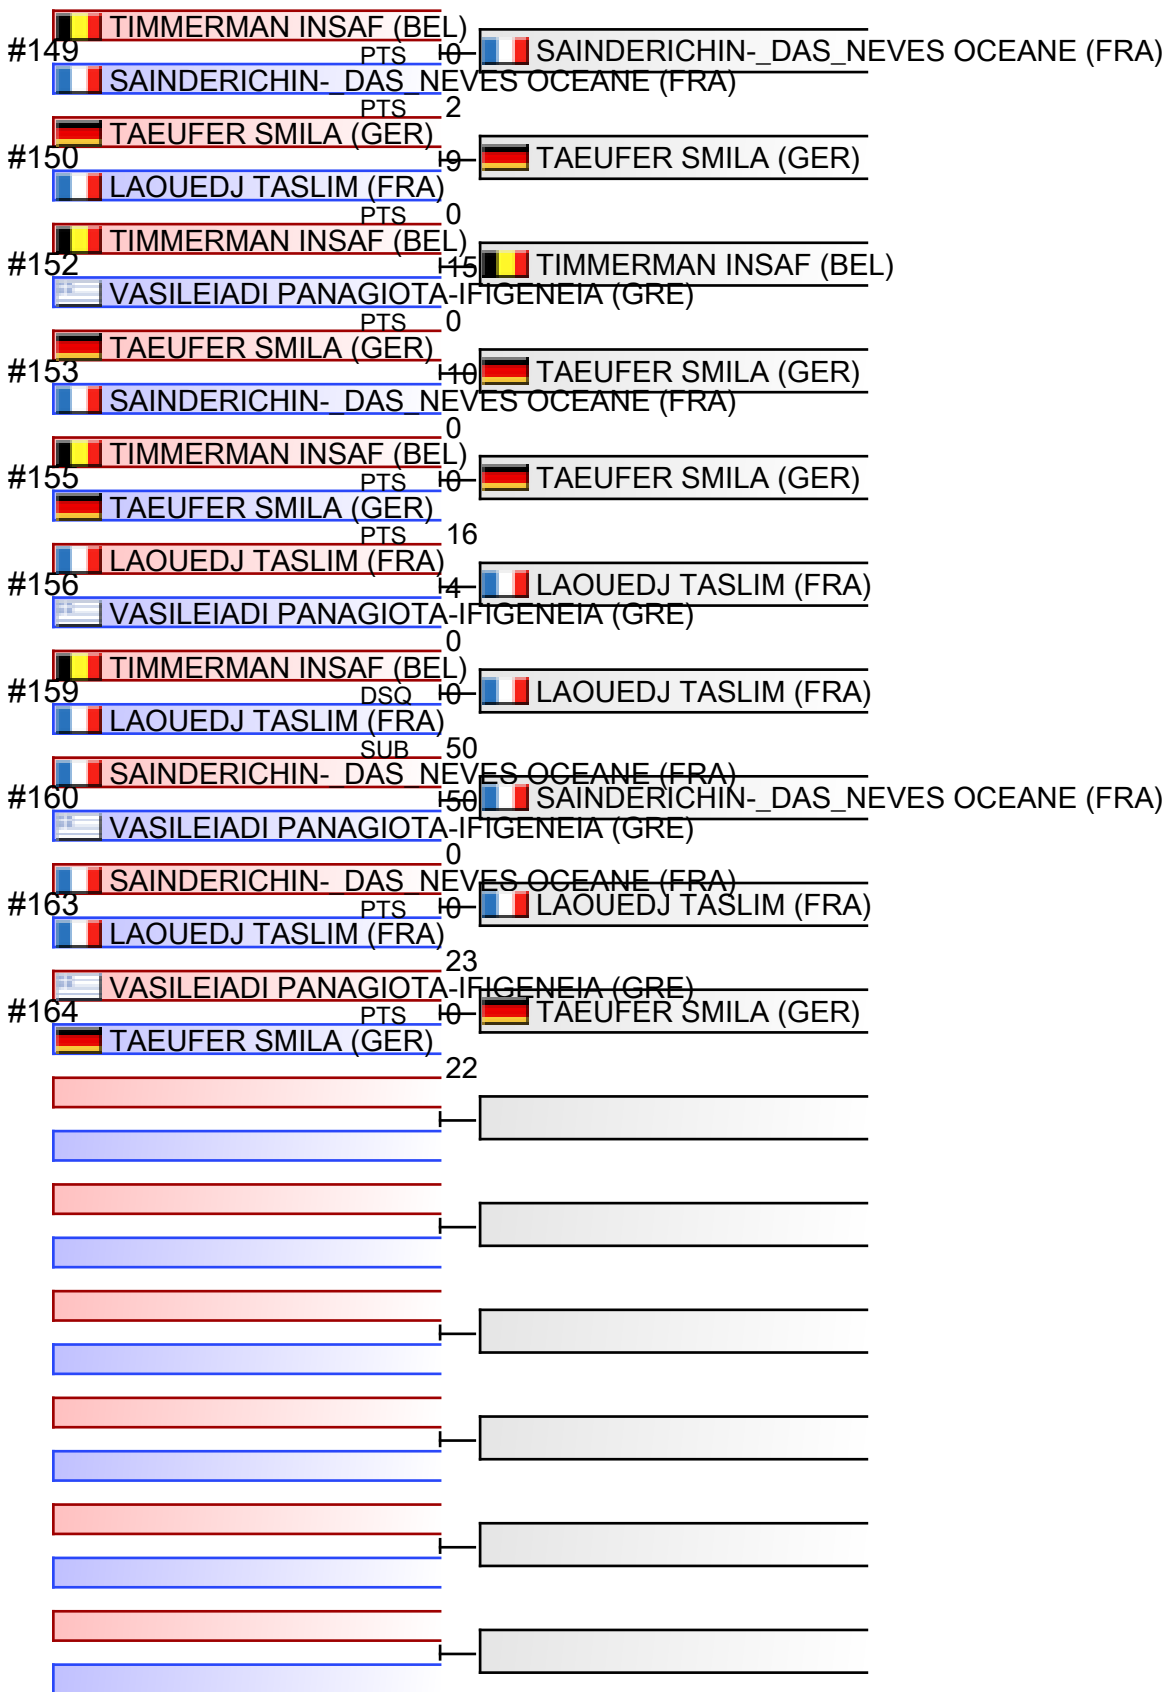 TIMMERMAN INSAF (BEL)
#149 PTS 0 SAINDERICHIN-_DAS_NEVES OCEANE (FRA)
SAINDERICHIN-_DAS_NEVES OCEANE (FRA)
PTS 2
TAEUFER SMILA (GER)
#150 9 TAEUFER SMILA (GER)
LAOUEDJ TASLIM (FRA)
PTS 0
TIMMERMAN INSAF (BEL)
#152 15 TIMMERMAN INSAF (BEL)
VASILEIADI PANAGIOTA-IFIGENEIA (GRE)
PTS 0
TAEUFER SMILA (GER)
#153 10 TAEUFER SMILA (GER)
SAINDERICHIN-_DAS_NEVES OCEANE (FRA)
0
TIMMERMAN INSAF (BEL)
#155 PTS 0 TAEUFER SMILA (GER)
TAEUFER SMILA (GER)
PTS 16
LAOUEDJ TASLIM (FRA)
#156 4 LAOUEDJ TASLIM (FRA)
VASILEIADI PANAGIOTA-IFIGENEIA (GRE)
0
TIMMERMAN INSAF (BEL)
#159 DSQ 0 LAOUEDJ TASLIM (FRA)
LAOUEDJ TASLIM (FRA)
SUB 50
SAINDERICHIN-_DAS_NEVES OCEANE (FRA)
#160 50 SAINDERICHIN-_DAS_NEVES OCEANE (FRA)
VASILEIADI PANAGIOTA-IFIGENEIA (GRE)
0
SAINDERICHIN-_DAS_NEVES OCEANE (FRA)
#163 PTS 0 LAOUEDJ TASLIM (FRA)
LAOUEDJ TASLIM (FRA)
23
VASILEIADI PANAGIOTA-IFIGENEIA (GRE)
#164 PTS 0 TAEUFER SMILA (GER)
TAEUFER SMILA (GER)
22